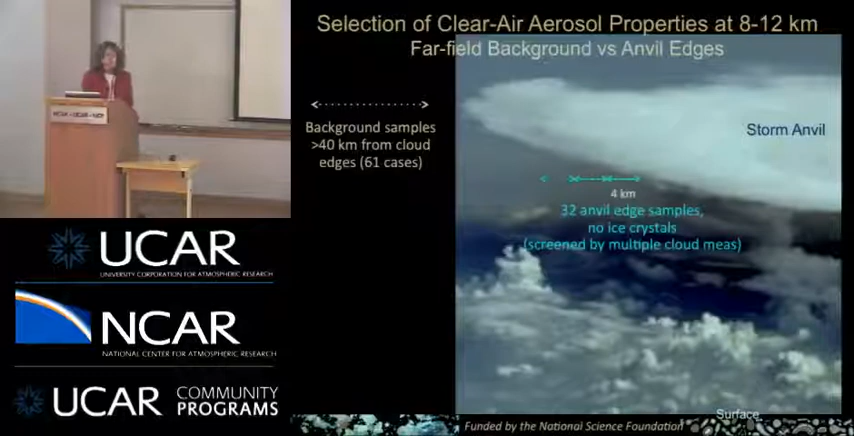 Selection of Clear-Air Aerosol Properties at 8-12 km
Far-field Background vs Anvil Edges
Background samples
>40 km from cloud
edges (61 cases)
Storm Anvil
4 km
32 anvil edge samples,
no ice crystals
(screened by multiple cloud meas)
Surface
NCAR • UCAR • NCF
UCAR
UNIVERSITY CORPORATION FOR ATMOSPHERIC RESEARCH
NCAR
NATIONAL CENTER FOR ATMOSPHERIC RESEARCH
UCAR COMMUNITY
PROGRAMS
Funded by the National Science Foundation